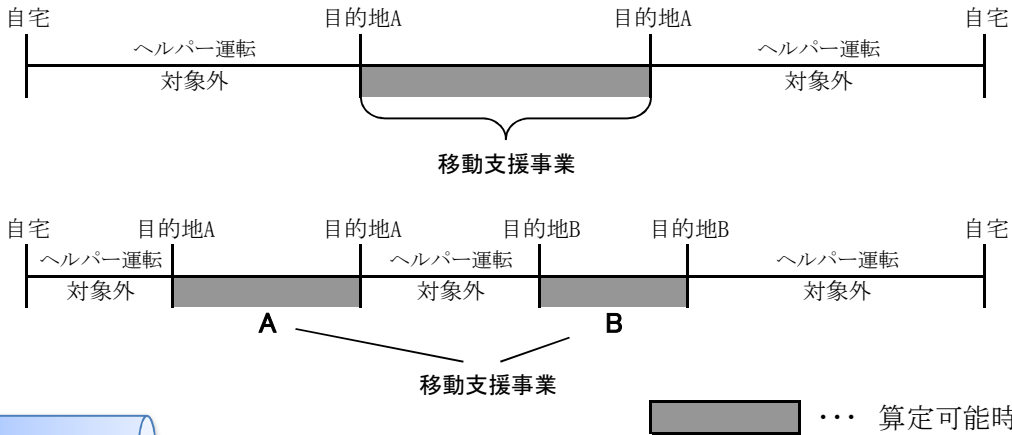 自宅 目的地A 目的地A 自宅
ヘルパー運転 ヘルパー運転
対象外 対象外
移動支援事業
自宅 目的地A 目的地A 目的地B 目的地B 自宅
ヘルパー運転 ヘルパー運転 ヘルパー運転
対象外 対象外 対象外
A B
移動支援事業
… 算定可能時